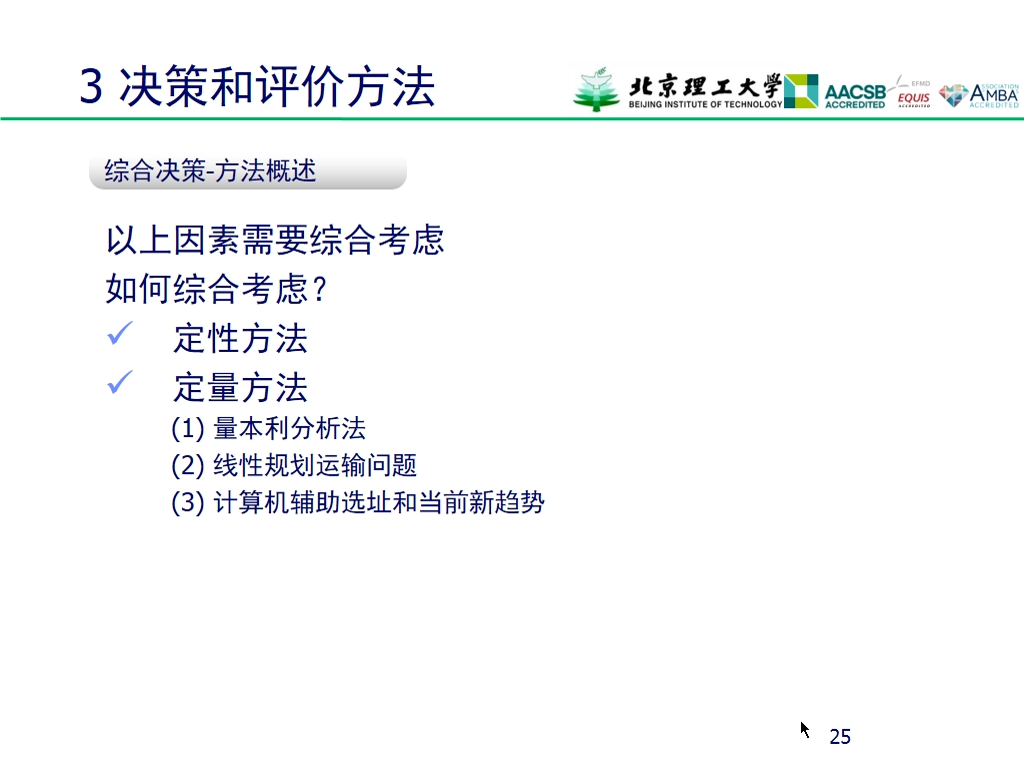 3 决策和评价方法
北京理工大学
BEIJING INSTITUTE OF TECHNOLOGY
AACSB
ACCREDITED
EFMD
EQUIS
ACCREDITED
ASSOCIATION
AMBA
ACCREDITED
综合决策-方法概述
以上因素需要综合考虑
如何综合考虑？
✓ 定性方法
✓ 定量方法
(1) 量本利分析法
(2) 线性规划运输问题
(3) 计算机辅助选址和当前新趋势
25